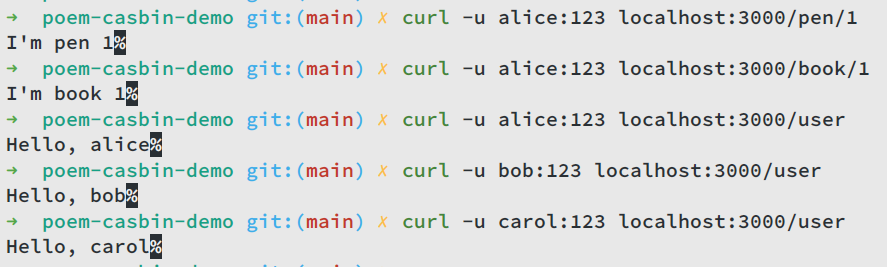 ➜  poem-casbin-demo git:(main) ✗ curl -u alice:123 localhost:3000/pen/1
I'm pen 1%
➜  poem-casbin-demo git:(main) ✗ curl -u alice:123 localhost:3000/book/1
I'm book 1%
➜  poem-casbin-demo git:(main) ✗ curl -u alice:123 localhost:3000/user
Hello, alice%
➜  poem-casbin-demo git:(main) ✗ curl -u bob:123 localhost:3000/user
Hello, bob%
➜  poem-casbin-demo git:(main) ✗ curl -u carol:123 localhost:3000/user
Hello, carol%